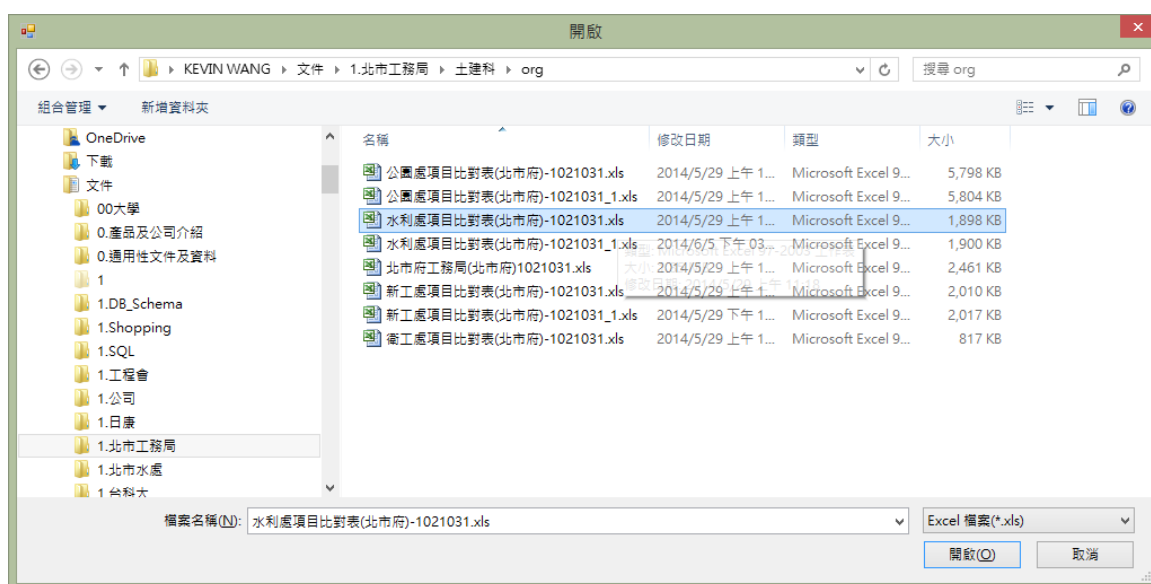 開啟
KEVIN WANG ▸ 文件 ▸ 1.北市工務局 ▸ 土建科 ▸ org
搜尋 org
組合管理 新增資料夾
OneDrive
下載
文件
00大學
0.產品及公司介紹
0.適用性文件及資料
1
1.DB_Schema
1.Shopping
1.SQL
1.工程會
1.公司
1.日康
1.北市工務局
1.北市水處
1.台科大
名稱 修改日期 類型 大小
公園處項目比對表(北市府)-1021031.xls 2014/5/29 上午 1... Microsoft Excel 9... 5,798 KB
公園處項目比對表(北市府)-1021031_1.xls 2014/5/29 上午 1... Microsoft Excel 9... 5,804 KB
水利處項目比對表(北市府)-1021031.xls 2014/5/29 上午 1... Microsoft Excel 9... 1,898 KB
水利處項目比對表(北市府)-1021031_1.xls 2014/6/5 下午 03... Microsoft Excel 9... 1,900 KB
北市府工務局(北市府)1021031.xls 2014/5/29 上午 1... Microsoft Excel 9... 2,461 KB
新工處項目比對表(北市府)-1021031.xls 2014/5/29 上午 1... Microsoft Excel 9... 2,010 KB
新工處項目比對表(北市府)-1021031_1.xls 2014/5/29 下午 1... Microsoft Excel 9... 2,017 KB
衛工處項目比對表(北市府)-1021031.xls 2014/5/29 上午 1... Microsoft Excel 9... 817 KB
檔案名稱(N): 水利處項目比對表(北市府)-1021031.xls Excel 檔案(*.xls)
開啟(O) 取消